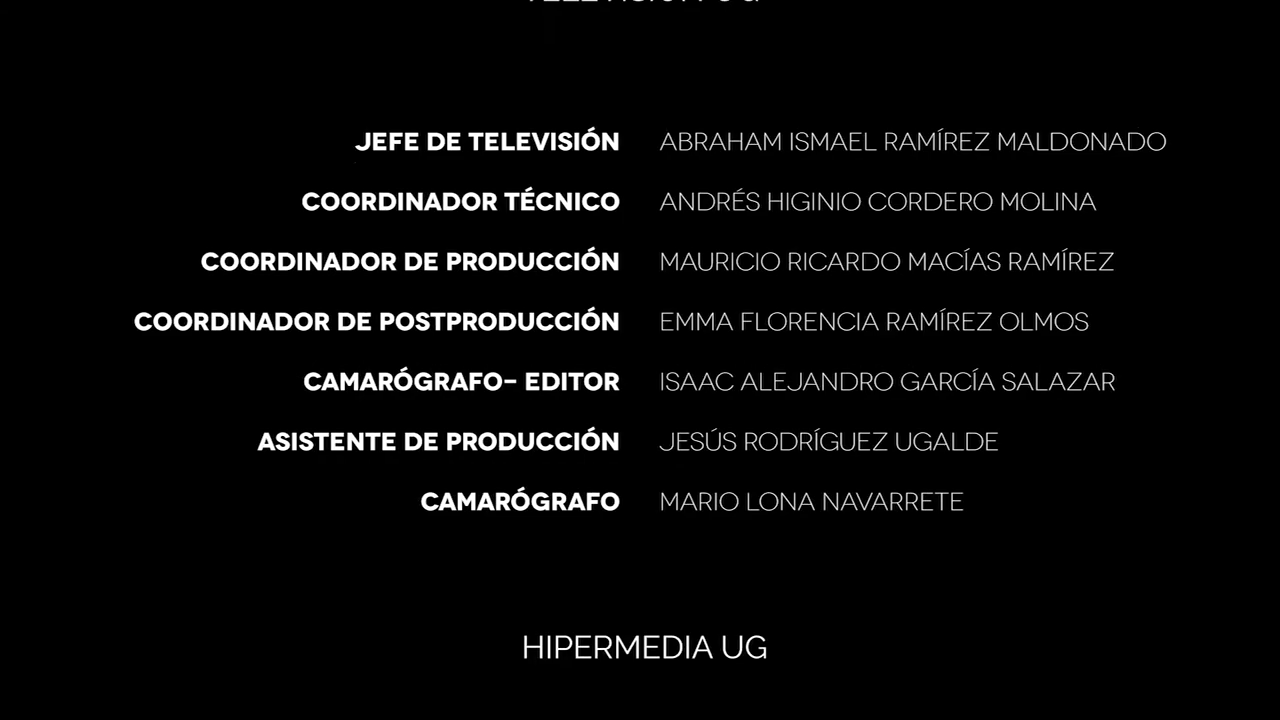 TELEVISIÓN UG
JEFE DE TELEVISIÓN ABRAHAM ISMAEL RAMÍREZ MALDONADO
COORDINADOR TÉCNICO ANDRÉS HIGINIO CORDERO MOLINA
COORDINADOR DE PRODUCCIÓN MAURICIO RICARDO MACÍAS RAMÍREZ
COORDINADOR DE POSTPRODUCCIÓN EMMA FLORENCIA RAMÍREZ OLMOS
CAMARÓGRAFO- EDITOR ISAAC ALEJANDRO GARCÍA SALAZAR
ASISTENTE DE PRODUCCIÓN JESÚS RODRÍGUEZ UGALDE
CAMARÓGRAFO MARIO LONA NAVARRETE
HIPERMEDIA UG